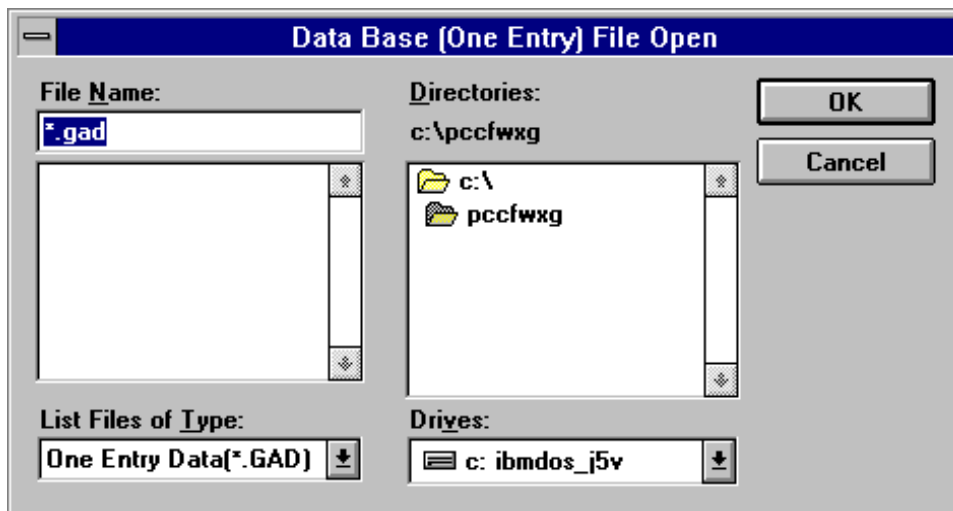 Data Base (One Entry) File Open
File Name:
*.gad
List Files of Type:
One Entry Data(*.GAD)
Directories:
c:\pccfwxg
c:\
pccfwxg
Drives:
c: ibmdos_j5v
OK
Cancel